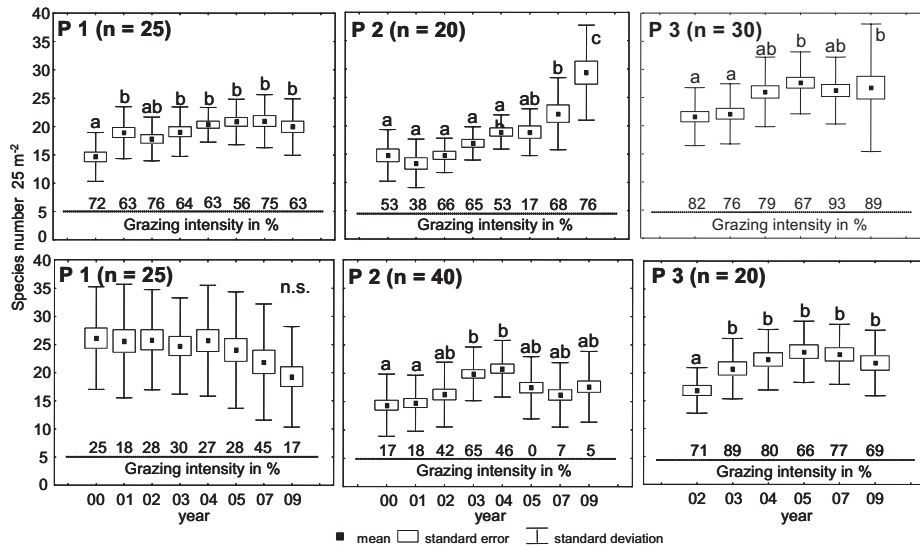 Species number 25 m-2
40
35
30
25
20
15
10
5
0
P 1 (n = 25)
a b ab b b b b b
72 63 76 64 63 56 75 63
Grazing intensity in %
P 2 (n = 20)
a a a a a b ab b c
53 38 66 65 53 17 68 76
Grazing intensity in %
P 3 (n = 30)
a a ab b ab b
82 76 79 67 93 89
Grazing intensity in %
40
35
30
25
20
15
10
5
0
P 1 (n = 25)
n.s.
25 18 28 30 27 28 45 17
Grazing intensity in %
00 01 02 03 04 05 07 09
year
P 2 (n = 40)
a a ab b b ab ab ab
17 18 42 65 46 0 7 5
Grazing intensity in %
00 01 02 03 04 05 07 09
year
P 3 (n = 20)
a b b b b b
71 89 80 66 77 69
Grazing intensity in %
02 03 04 05 07 09
year
mean standard error standard deviation